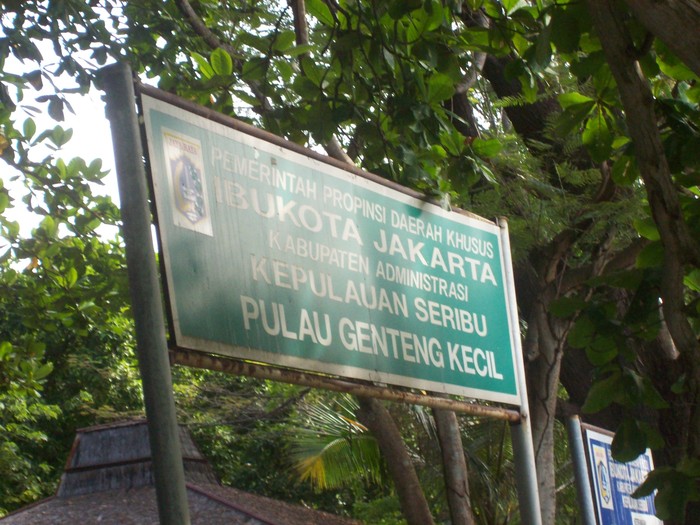 PEMERINTAH PROPINSI DAERAH KHUSUS
IBUKOTA JAKARTA
KABUPATEN ADMINISTRASI
KEPULAUAN SERIBU
PULAU GENTENG KECIL